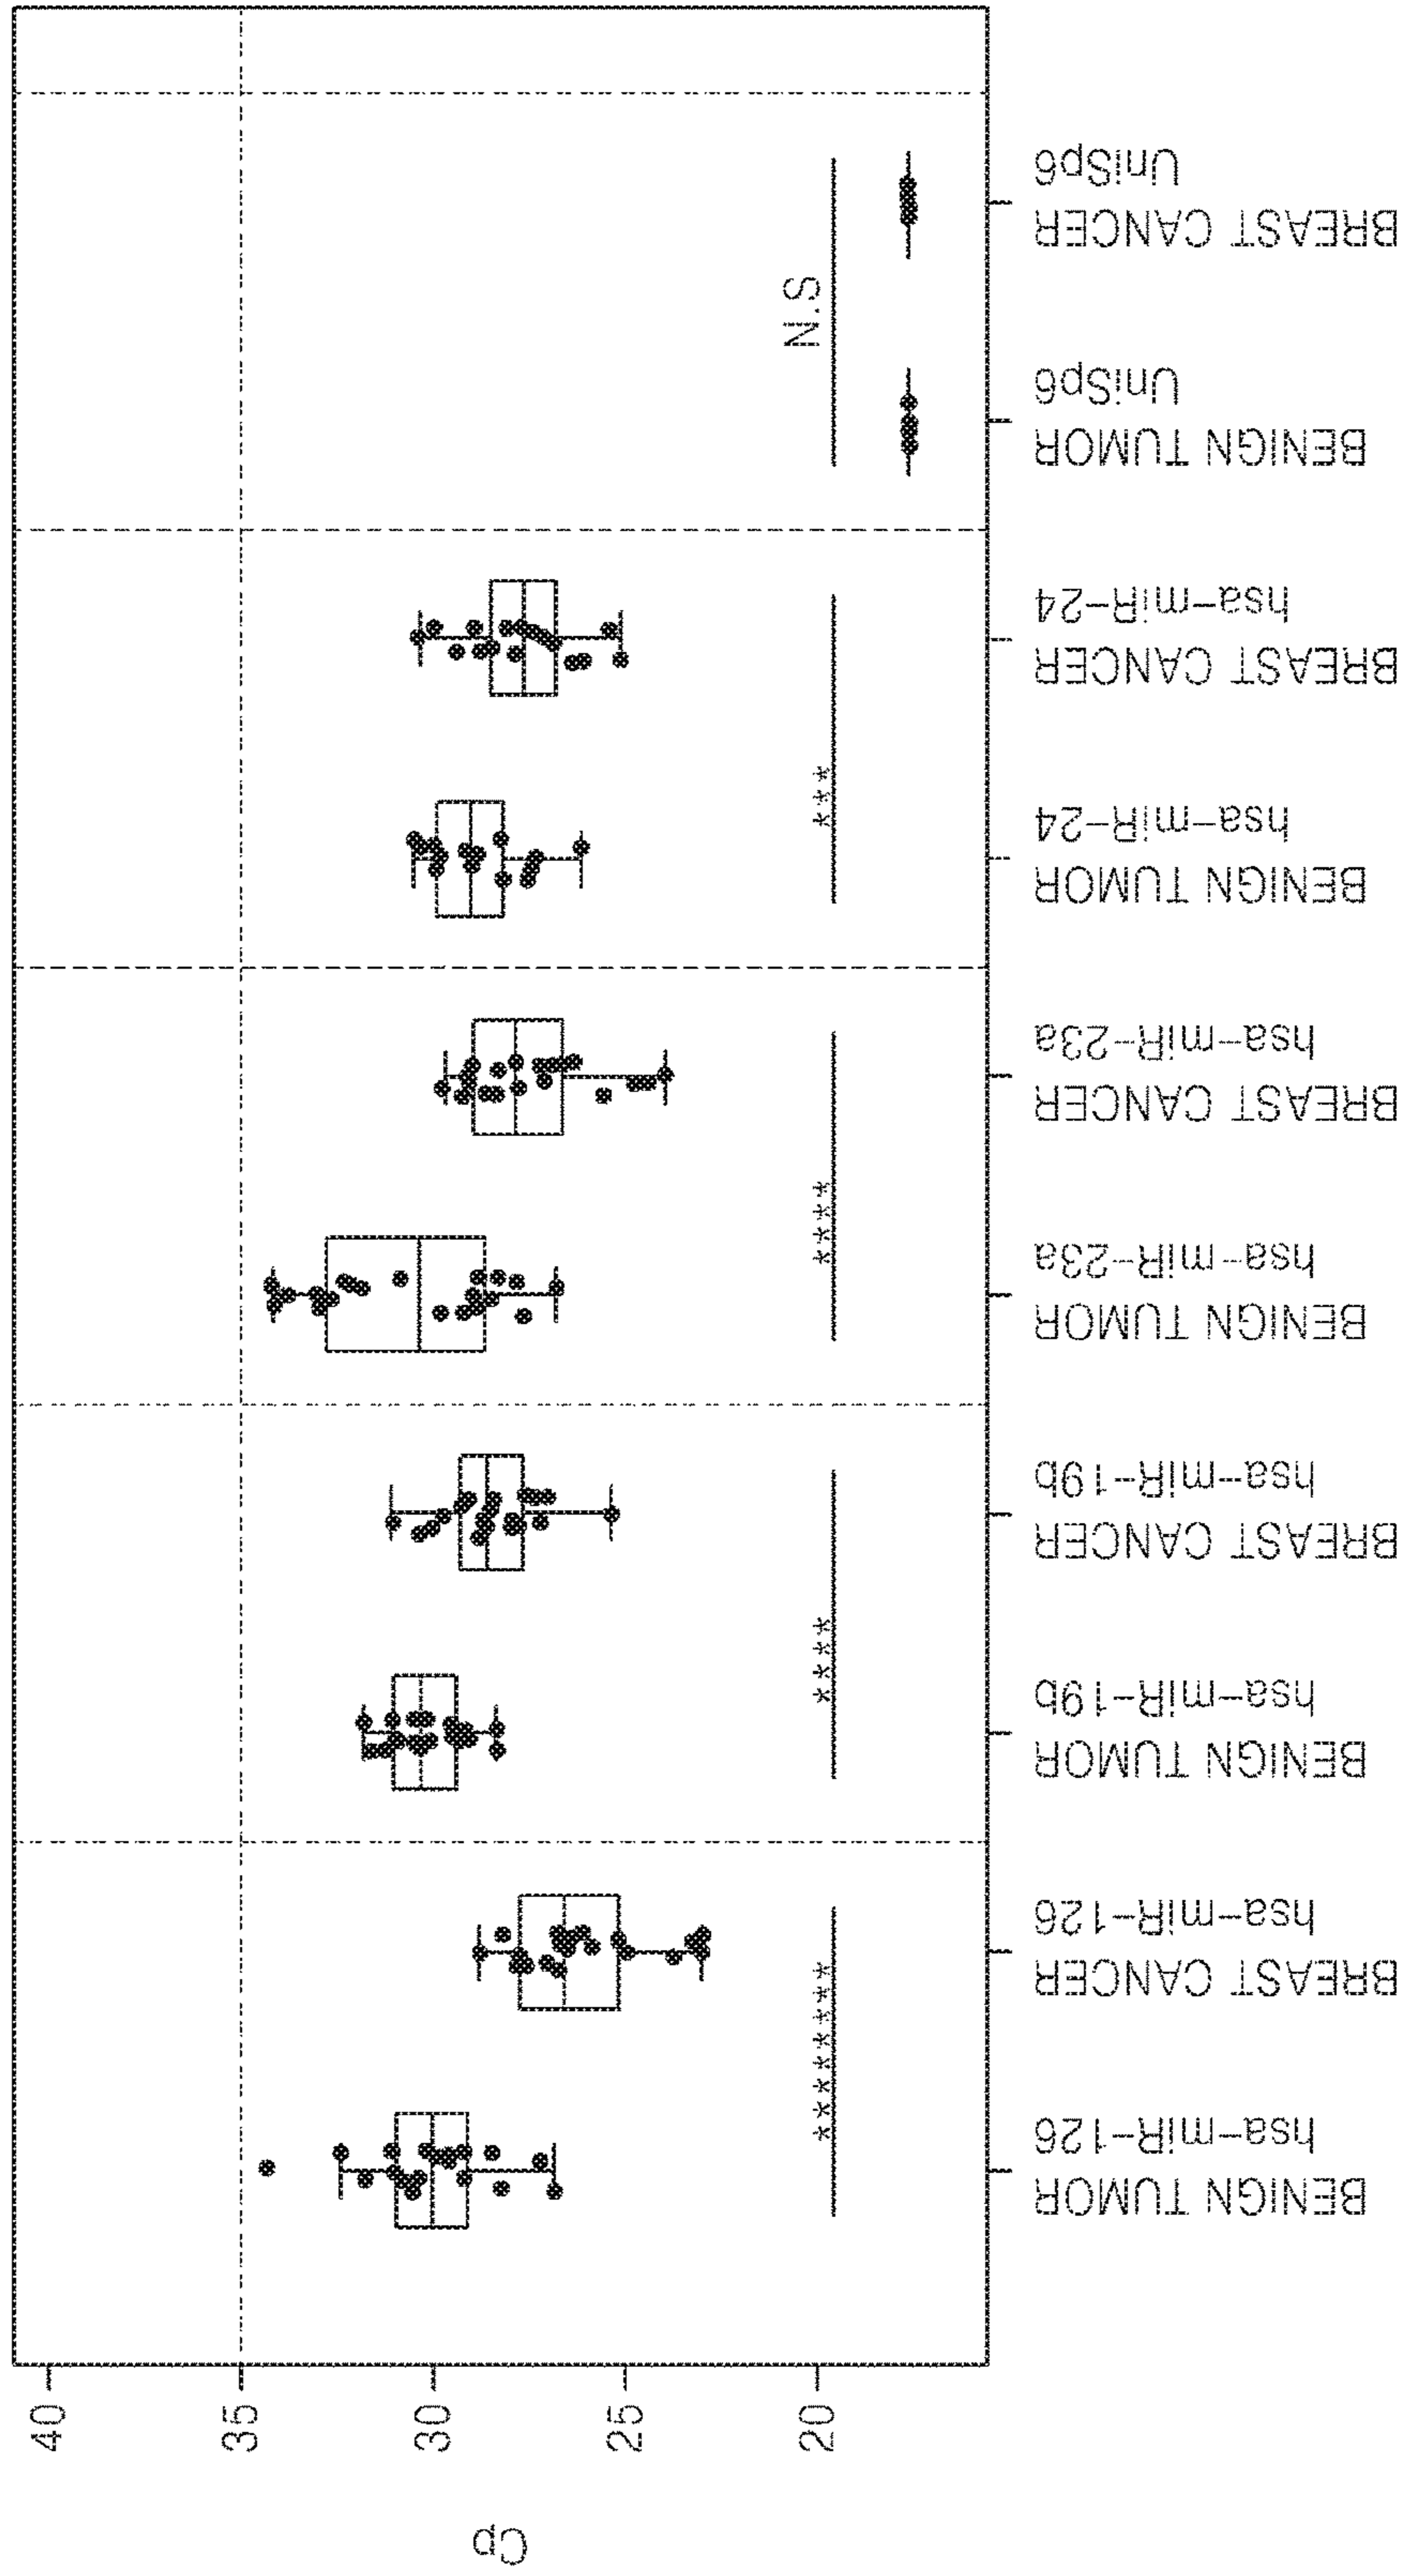 Cp
40
35
30
25
20
********
****
****
***
N.S
BENIGN TUMOR
hsa-miR-126
BREAST CANCER
hsa-miR-126
BENIGN TUMOR
hsa-miR-19b
BREAST CANCER
hsa-miR-19b
BENIGN TUMOR
hsa-miR-23a
BREAST CANCER
hsa-miR-23a
BENIGN TUMOR
hsa-miR-24
BREAST CANCER
hsa-miR-24
BENIGN TUMOR
UniSp6
BREAST CANCER
UniSp6